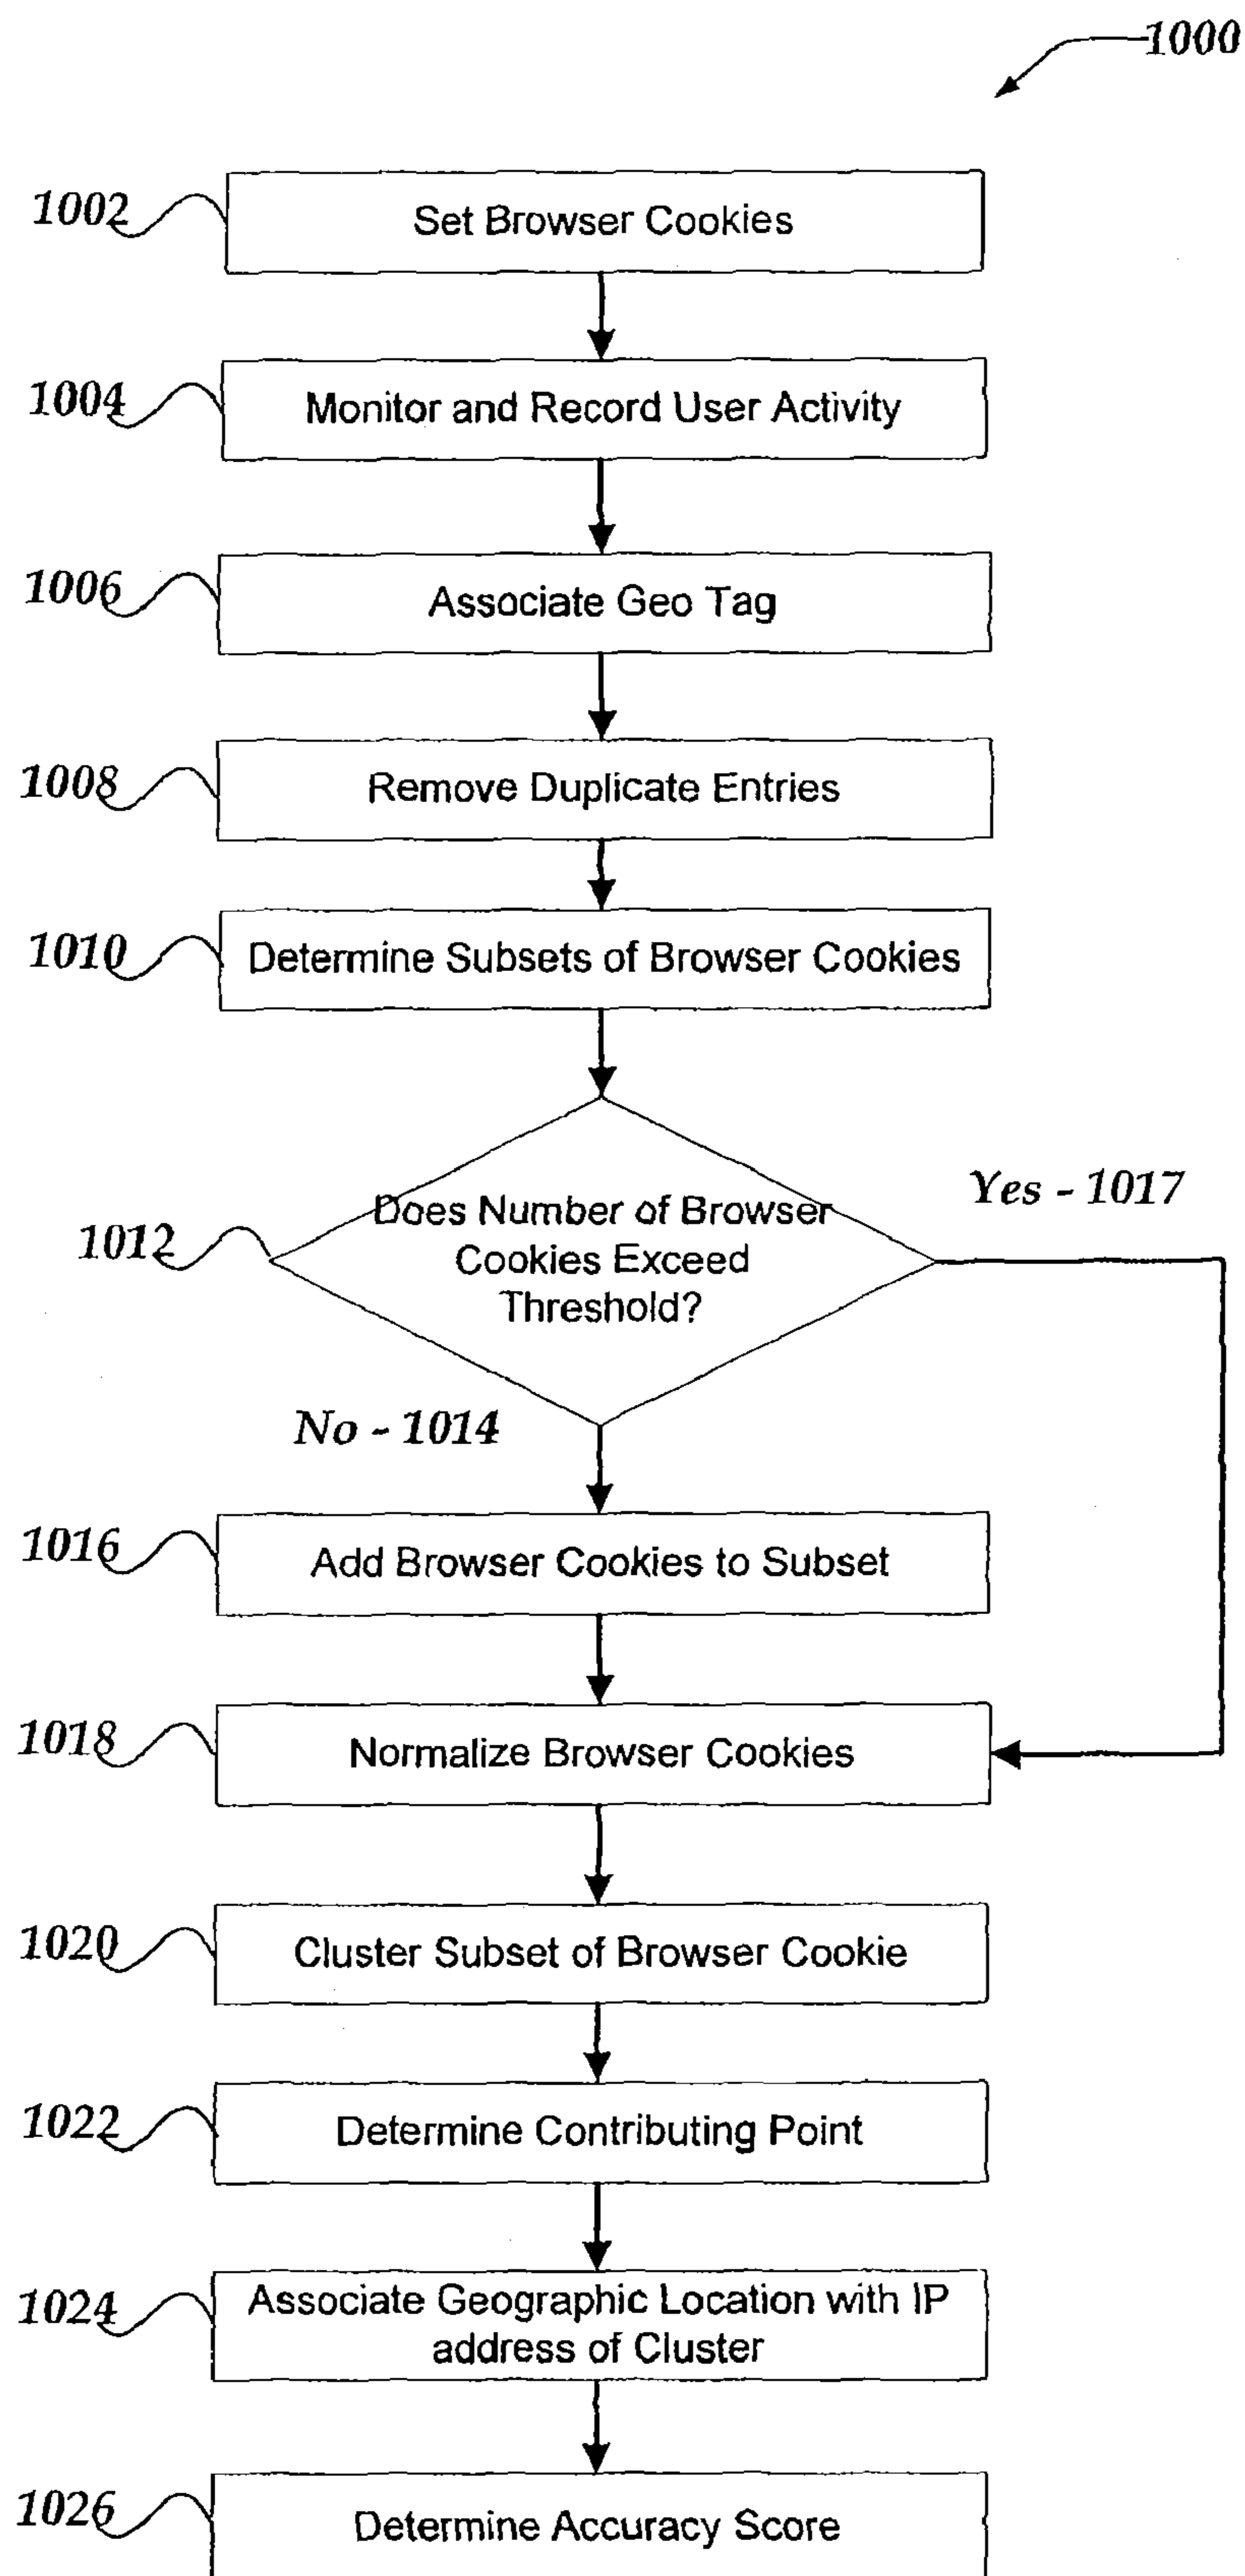 1000
1002
Set Browser Cookies
1004
Monitor and Record User Activity
1006
Associate Geo Tag
1008
Remove Duplicate Entries
1010
Determine Subsets of Browser Cookies
Yes - 1017
1012
Does Number of Browser
Cookies Exceed
Threshold?
No - 1014
1016
Add Browser Cookies to Subset
1018
Normalize Browser Cookies
1020
Cluster Subset of Browser Cookie
1022
Determine Contributing Point
1024
Associate Geographic Location with IP
address of Cluster
1026
Determine Accuracy Score